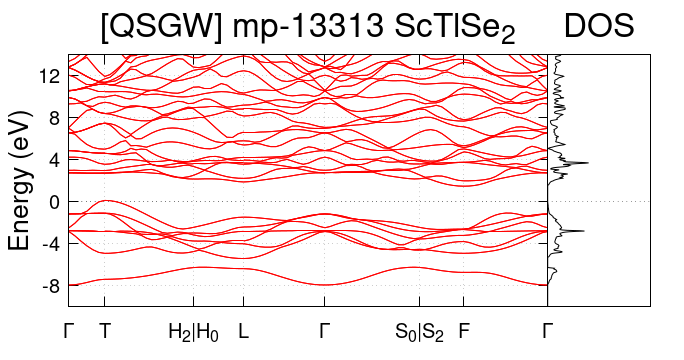 [QSGW] mp-13313 ScTlSe₂ DOS
Energy (eV)
12
8
4
0
-4
-8
Γ T H₂|H₀ L Γ S₀|S₂ F Γ